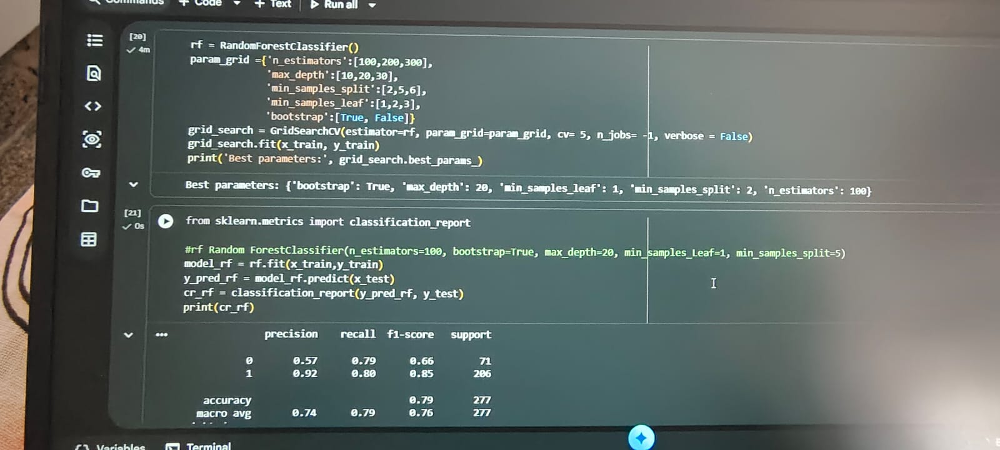 Commands + Code + Text Run all
[20]
4m
rf = RandomForestClassifier()
param_grid ={'n_estimators':[100,200,300],
'max_depth':[10,20,30],
'min_samples_split':[2,5,6],
'min_samples_leaf':[1,2,3],
'bootstrap':[True, False]}
grid_search = GridSearchCV(estimator=rf, param_grid=param_grid, cv= 5, n_jobs= -1, verbose = False)
grid_search.fit(x_train, y_train)
print('Best parameters:', grid_search.best_params_)
Best parameters: {'bootstrap': True, 'max_depth': 20, 'min_samples_leaf': 1, 'min_samples_split': 2, 'n_estimators': 100}
[21]
0s
from sklearn.metrics import classification_report
#rf Random ForestClassifier(n_estimators=100, bootstrap=True, max_depth=20, min_samples_Leaf=1, min_samples_split=5)
model_rf = rf.fit(x_train,y_train)
y_pred_rf = model_rf.predict(x_test)
cr_rf = classification_report(y_pred_rf, y_test)
print(cr_rf)
precision recall f1-score support
0 0.57 0.79 0.66 71
1 0.92 0.80 0.85 206
accuracy 0.79 277
macro avg 0.74 0.79 0.76 277
Variables Terminal